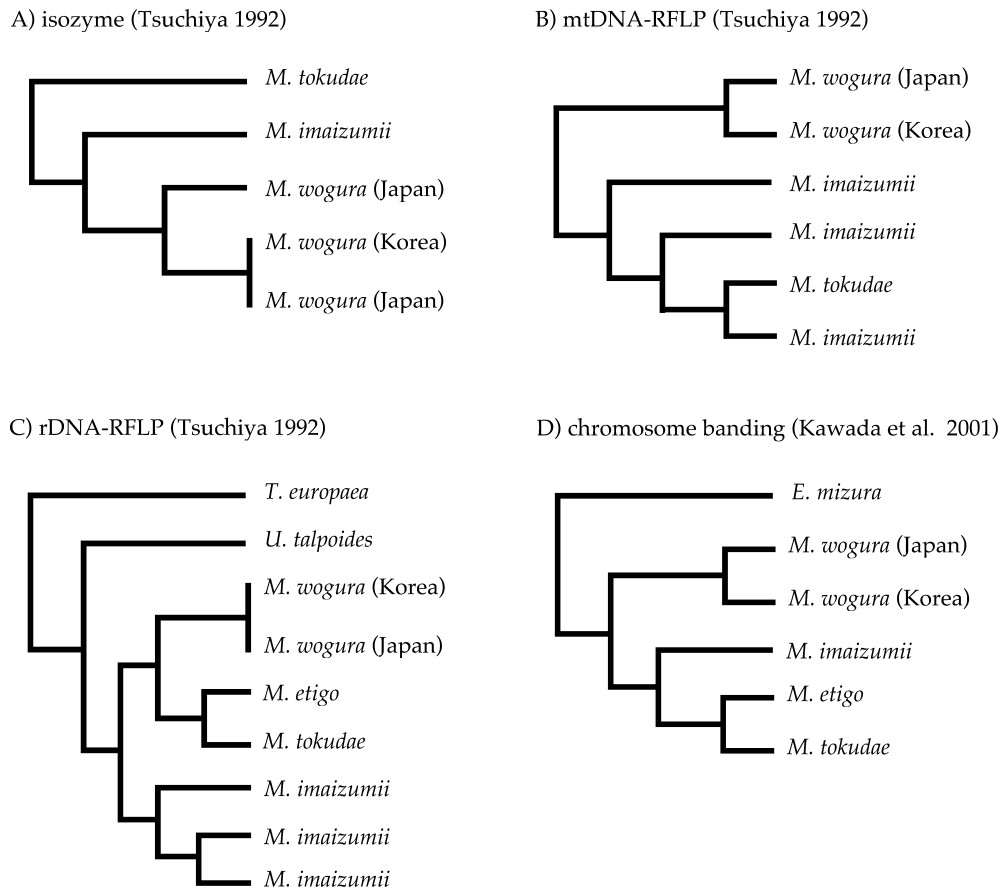 A) isozyme (Tsuchiya 1992)
M. tokudae
M. imaizumii
M. wogura (Japan)
M. wogura (Korea)
M. wogura (Japan)
B) mtDNA-RFLP (Tsuchiya 1992)
M. wogura (Japan)
M. wogura (Korea)
M. imaizumii
M. imaizumii
M. tokudae
M. imaizumii
C) rDNA-RFLP (Tsuchiya 1992)
T. europaea
U. talpoides
M. wogura (Korea)
M. wogura (Japan)
M. etigo
M. tokudae
M. imaizumii
M. imaizumii
M. imaizumii
D) chromosome banding (Kawada et al. 2001)
E. mizura
M. wogura (Japan)
M. wogura (Korea)
M. imaizumii
M. etigo
M. tokudae